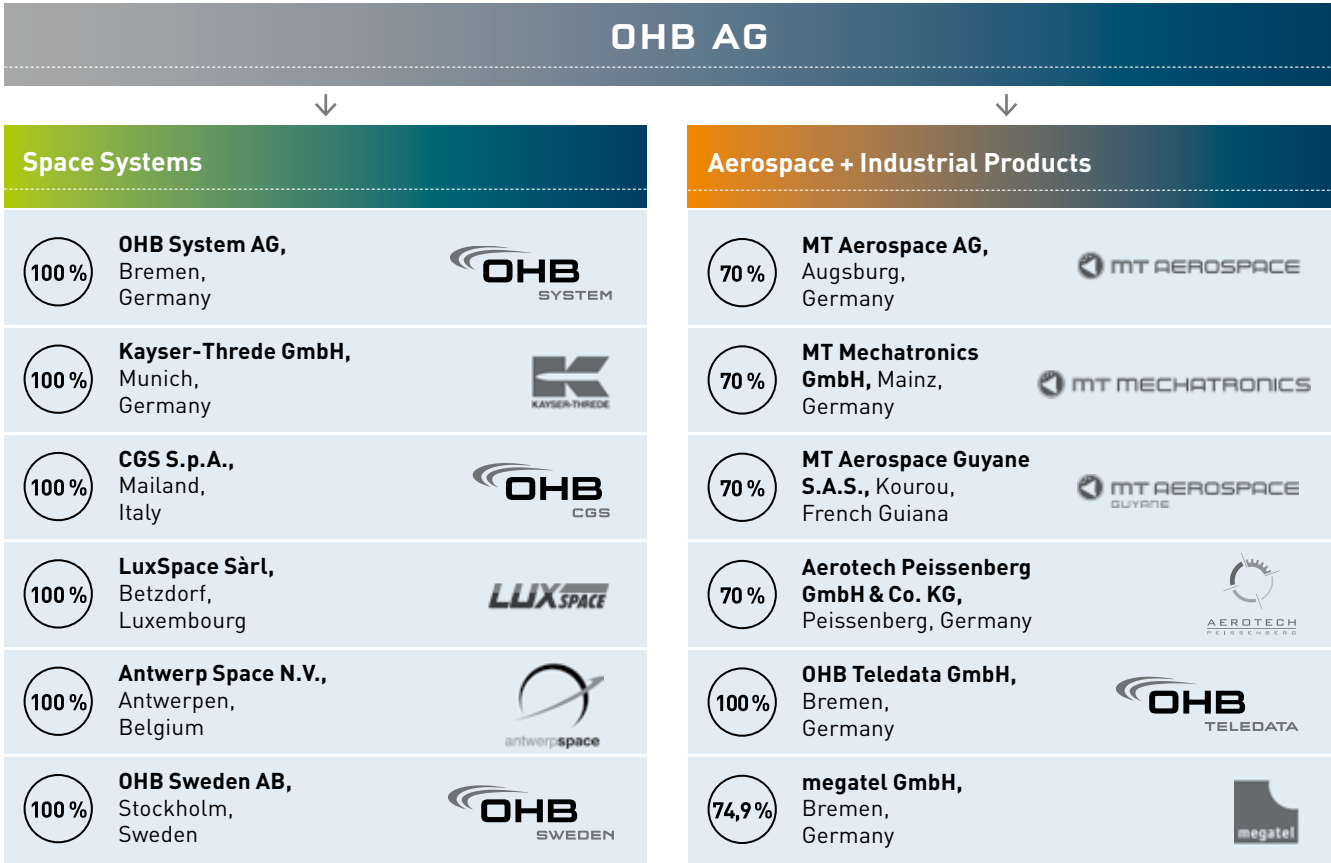 OHB AG
Space Systems
100 %
OHB System AG,
Bremen,
Germany
OHB
SYSTEM
100 %
Kayser-Threde GmbH,
Munich,
Germany
KAYSER-THREDE
100 %
CGS S.p.A.,
Mailand,
Italy
OHB
CGS
100 %
LuxSpace Sàrl,
Betzdorf,
Luxembourg
LUXSPACE
100 %
Antwerp Space N.V.,
Antwerpen,
Belgium
antwerpspace
100 %
OHB Sweden AB,
Stockholm,
Sweden
OHB
SWEDEN
Aerospace + Industrial Products
70 %
MT Aerospace AG,
Augsburg,
Germany
MT AEROSPACE
70 %
MT Mechatronics
GmbH, Mainz,
Germany
MT MECHATRONICS
70 %
MT Aerospace Guyane
S.A.S., Kourou,
French Guiana
MT AEROSPACE
GUYANE
70 %
Aerotech Peissenberg
GmbH & Co. KG,
Peissenberg, Germany
AEROTECH
PEISSENBERG
100 %
OHB Teledata GmbH,
Bremen,
Germany
OHB
TELEDATA
74,9 %
megatel GmbH,
Bremen,
Germany
megatel